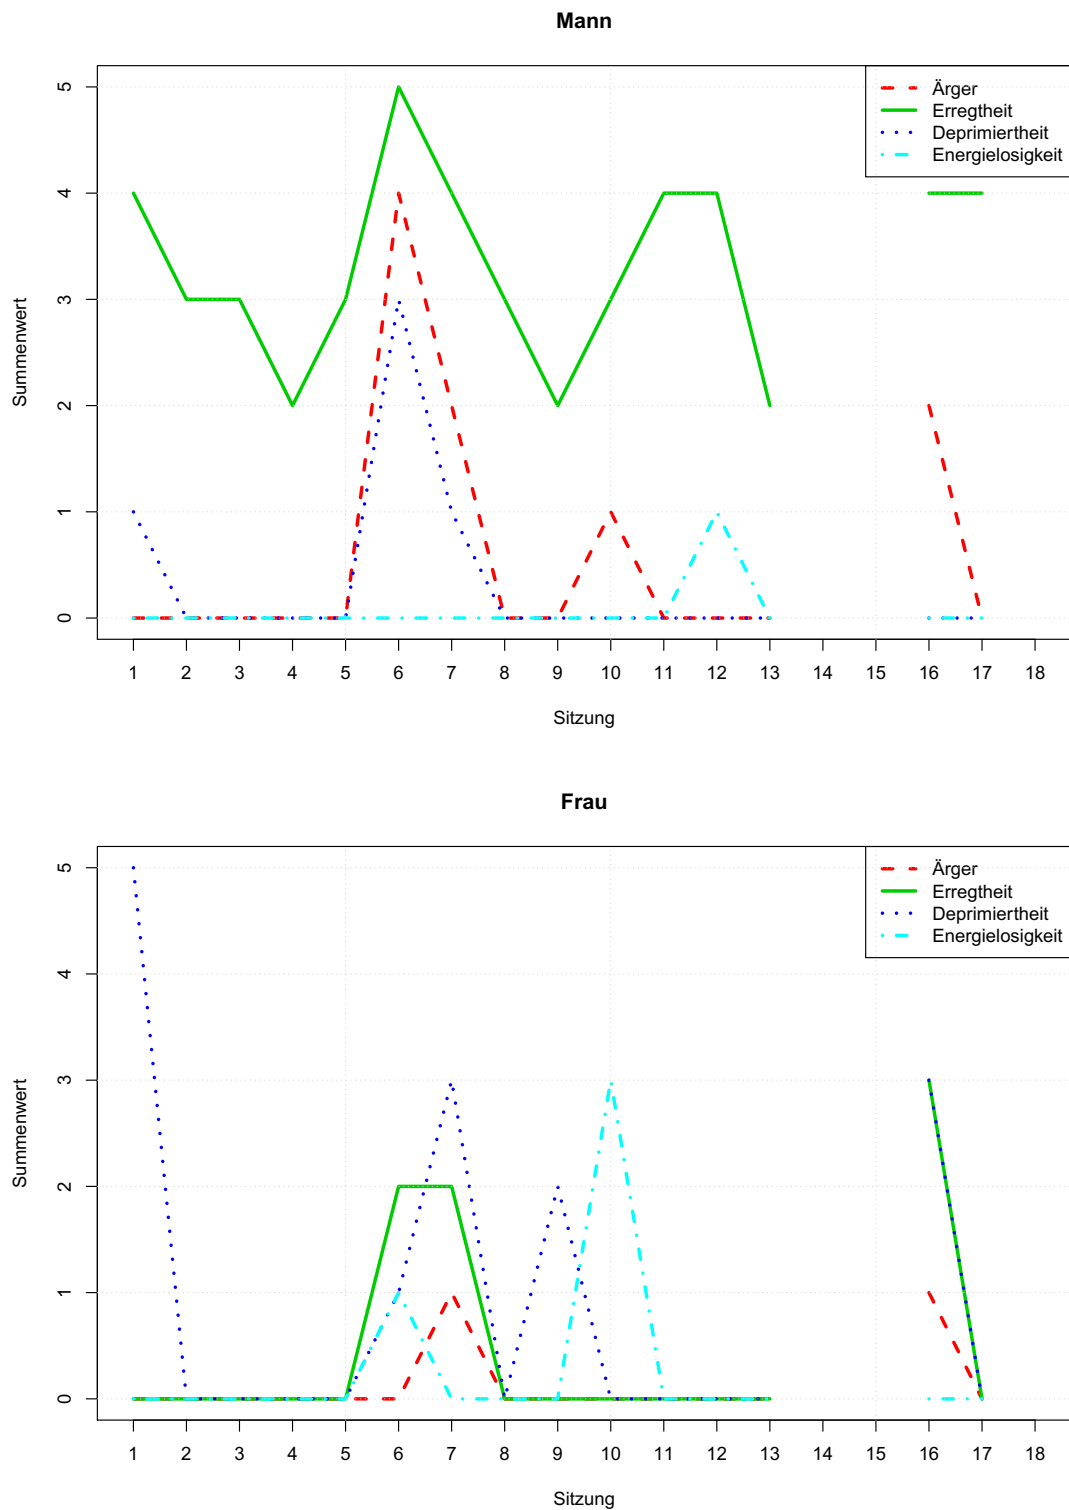 Mann
Ärger
Erregtheit
Deprimiertheit
Energielosigkeit
5
4
3
2
1
0
Summenwert
1 2 3 4 5 6 7 8 9 10 11 12 13 14 15 16 17 18
Sitzung
Frau
Ärger
Erregtheit
Deprimiertheit
Energielosigkeit
5
4
3
2
1
0
Summenwert
1 2 3 4 5 6 7 8 9 10 11 12 13 14 15 16 17 18
Sitzung